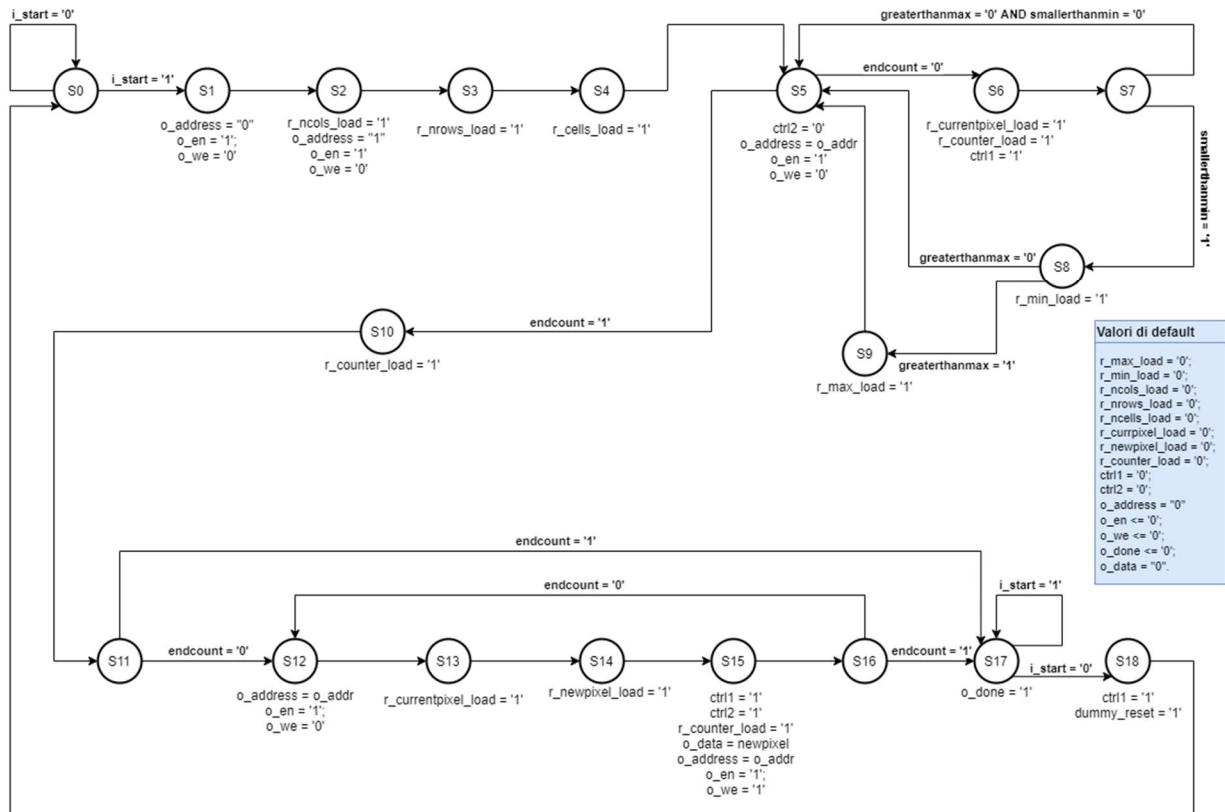 i_start = '0'
S0
i_start = '1'
S1
o_address = "0"
o_en = '1';
o_we = '0'
S2
r_ncols_load = '1'
o_address = "1"
o_en = '1'
o_we = '0'
S3
r_nrows_load = '1'
S4
r_cells_load = '1'
greaterthanmax = '0' AND smallerthanmin = '0'
S5
ctrl2 = '0'
o_address = o_addr
o_en = '1'
o_we = '0'
endcount = '0'
S6
r_currentpixel_load = '1'
r_counter_load = '1'
ctrl1 = '1'
S7
smallerthanmin = '1'
greaterthanmax = '0'
S8
r_min_load = '1'
endcount = '1'
S10
r_counter_load = '1'
S9
greaterthanmax = '1'
r_max_load = '1'
Valori di default
r_max_load = '0';
r_min_load = '0';
r_ncols_load = '0';
r_nrows_load = '0';
r_ncells_load = '0';
r_currpixel_load = '0';
r_newpixel_load = '0';
r_counter_load = '0';
ctrl1 = '0';
ctrl2 = '0';
o_address = "0"
o_en <= '0';
o_we <= '0';
o_done <= '0';
o_data = "0".
endcount = '1'
endcount = '0'
i_start = '1'
S11
endcount = '0'
S12
o_address = o_addr
o_en = '1';
o_we = '0'
S13
r_currentpixel_load = '1'
S14
r_newpixel_load = '1'
S15
ctrl1 = '1'
ctrl2 = '1'
r_counter_load = '1'
o_data = newpixel
o_address = o_addr
o_en = '1';
o_we = '1'
S16
endcount = '1'
S17
o_done = '1'
i_start = '0'
S18
ctrl1 = '1'
dummy_reset = '1'